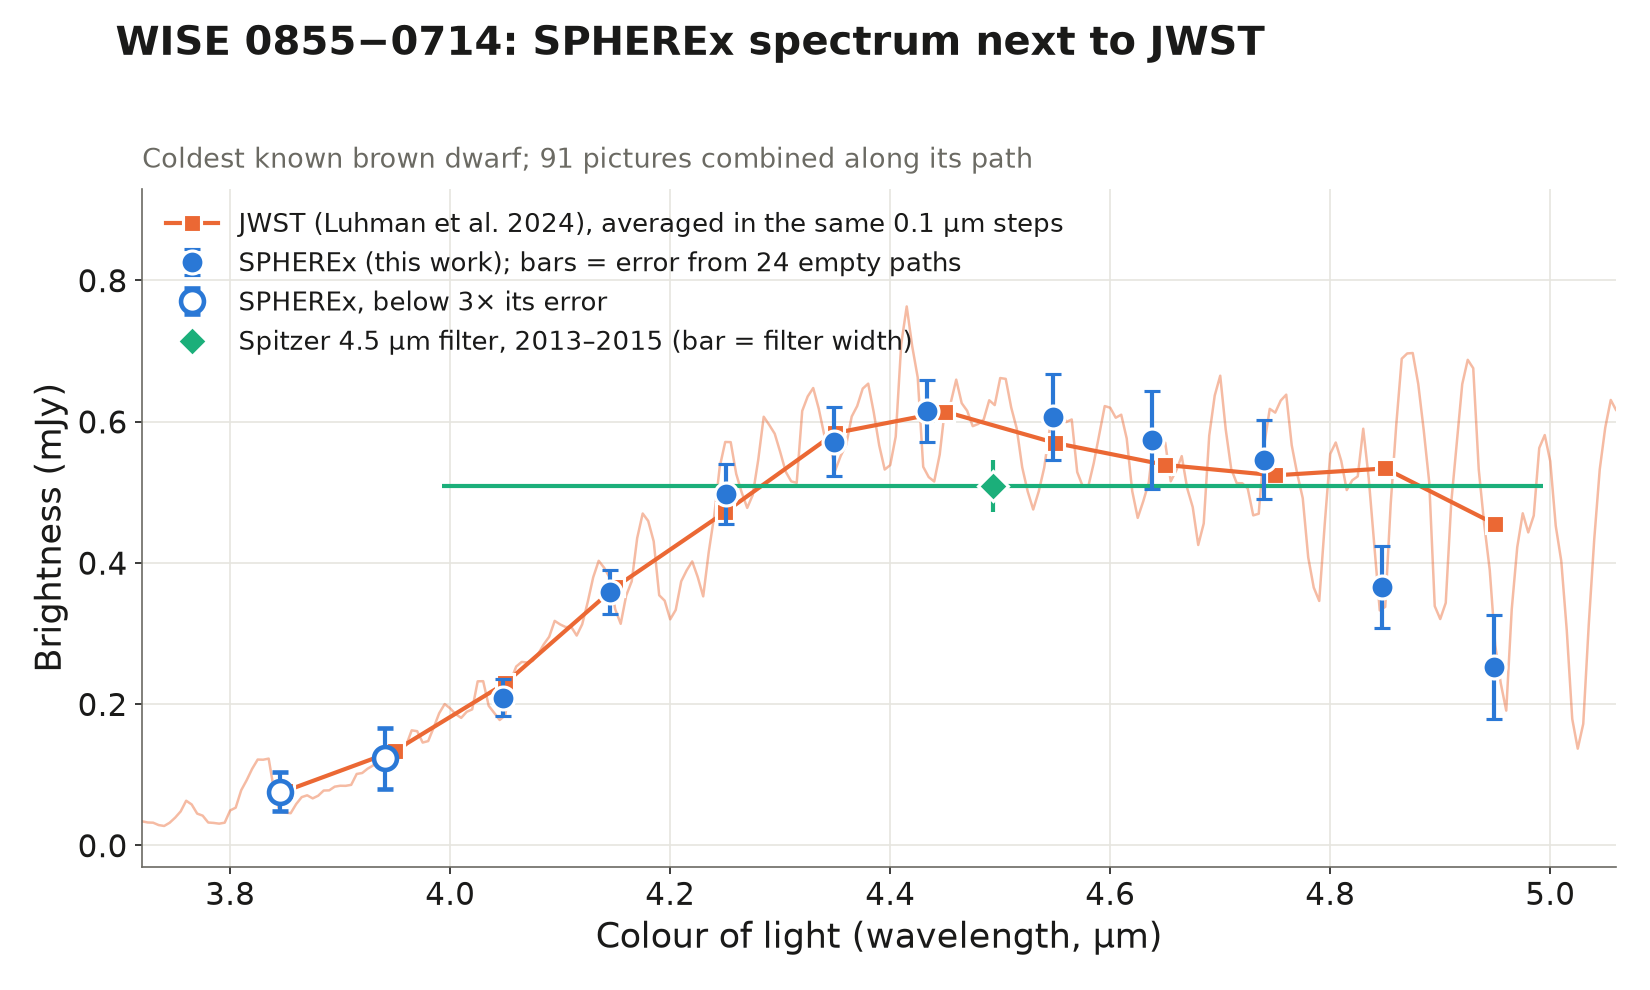 WISE 0855−0714: SPHEREx spectrum next to JWST
Coldest known brown dwarf; 91 pictures combined along its path
JWST (Luhman et al. 2024), averaged in the same 0.1 µm steps
SPHEREx (this work); bars = error from 24 empty paths
SPHEREx, below 3× its error
Spitzer 4.5 µm filter, 2013–2015 (bar = filter width)
Brightness (mJy)
0.8
0.6
0.4
0.2
0.0
3.8 4.0 4.2 4.4 4.6 4.8 5.0
Colour of light (wavelength, µm)